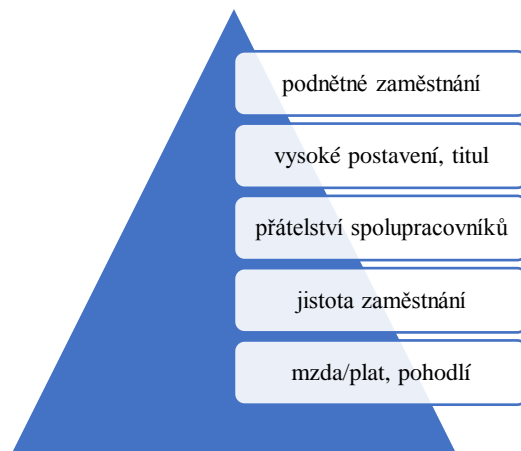 podnětné zaměstnání
vysoké postavení, titul
přátelství spolupracovníků
jistota zaměstnání
mzda/plat, pohodlí